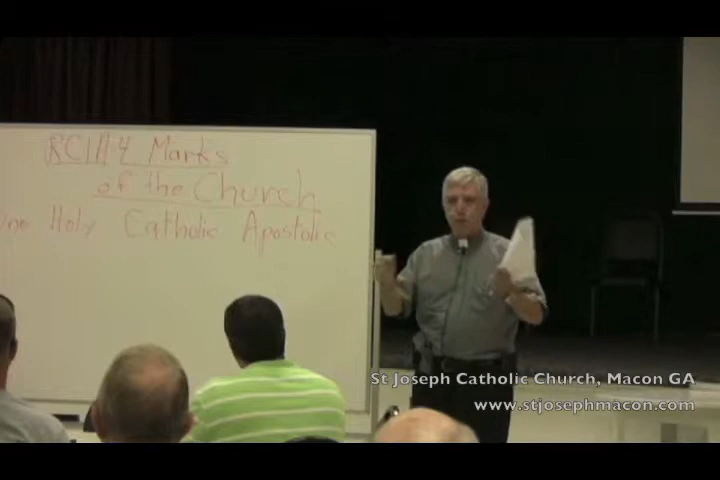 RCIA 4 Marks
of the Church
One Holy Catholic Apostolic
St Joseph Catholic Church, Macon GA
www.stjosephmacon.com